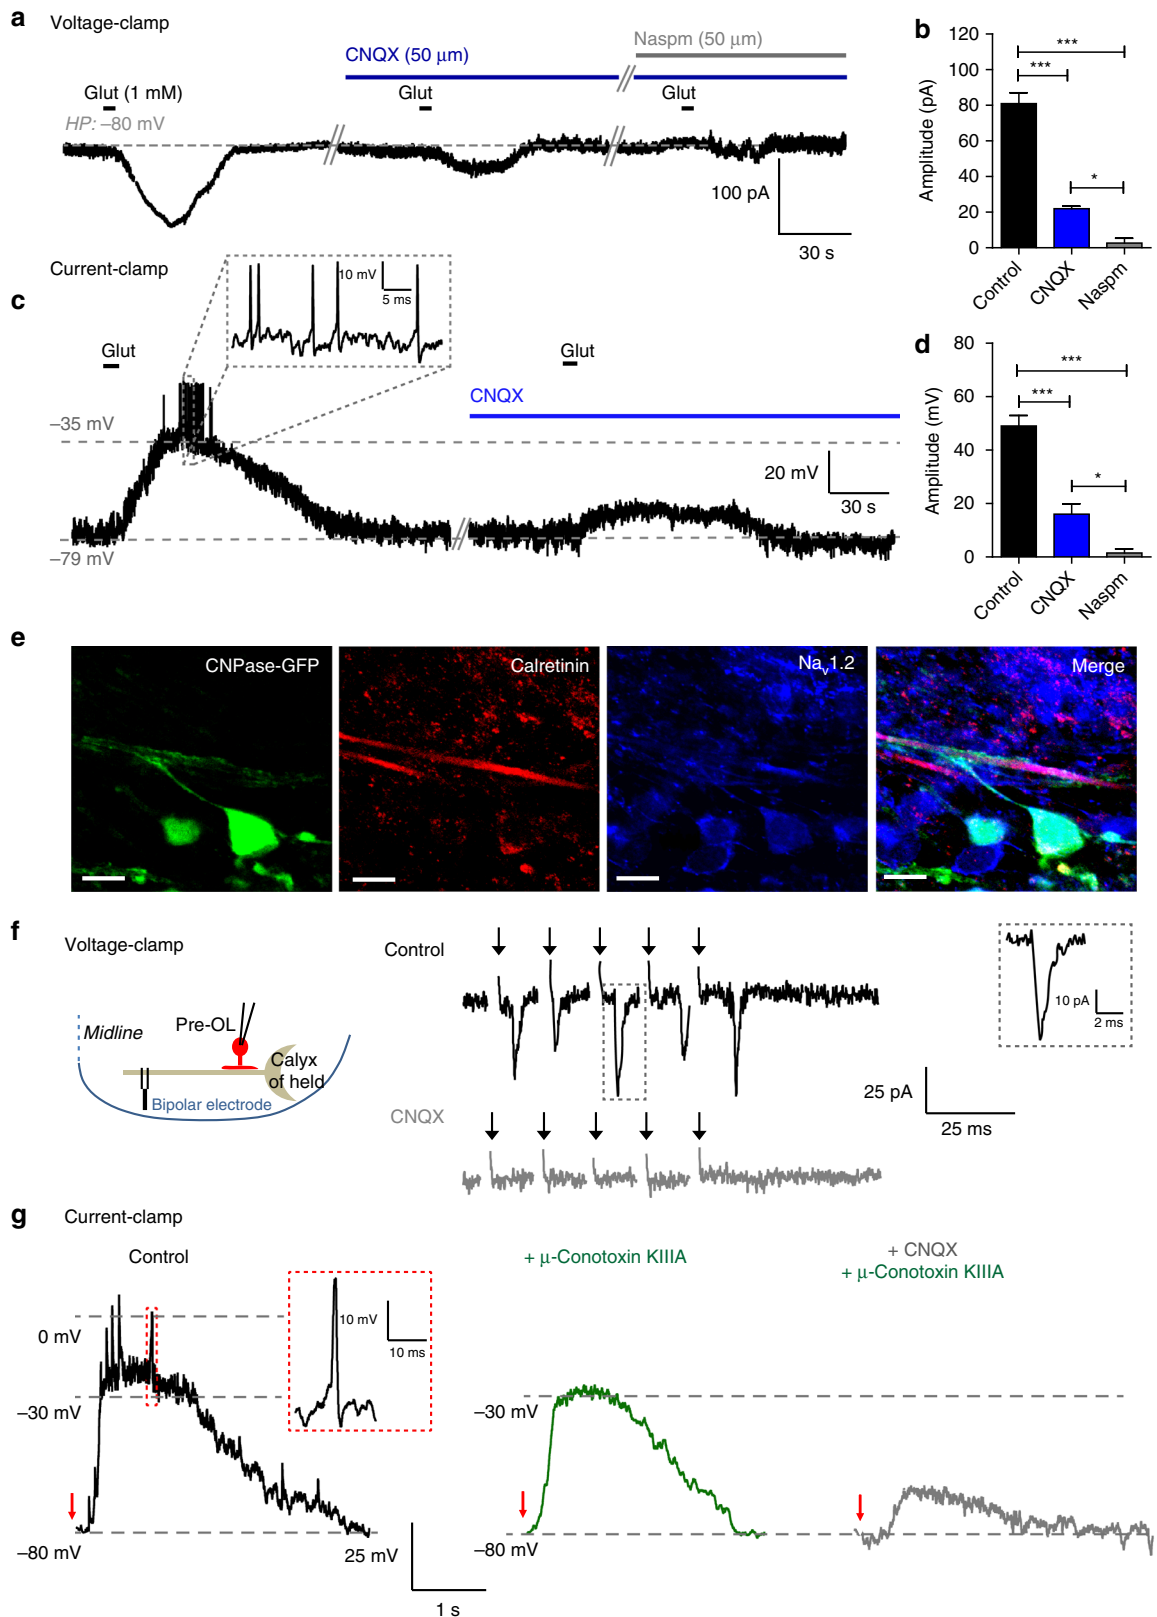 a
Voltage-clamp
CNQX (50 μm)
Naspm (50 μm)
Glut (1 mM)
Glut
Glut
HP: –80 mV
100 pA
30 s
b
Amplitude (pA)
120
100
80
60
40
20
0
***
***
*
Control
CNQX
Naspm
Current-clamp
c
10 mV
5 ms
Glut
Glut
CNQX
–35 mV
20 mV
30 s
–79 mV
d
Amplitude (mV)
80
60
40
20
0
***
***
*
Control
CNQX
Naspm
e
CNPase-GFP
Calretinin
Nav1.2
Merge
f
Voltage-clamp
Midline
Pre-OL
Calyx
of held
Bipolar electrode
Control
10 pA
2 ms
25 pA
25 ms
CNQX
g
Current-clamp
Control
0 mV
–30 mV
–80 mV
10 mV
10 ms
25 mV
1 s
+ μ-Conotoxin KIIIA
–30 mV
–80 mV
+ CNQX
+ μ-Conotoxin KIIIA